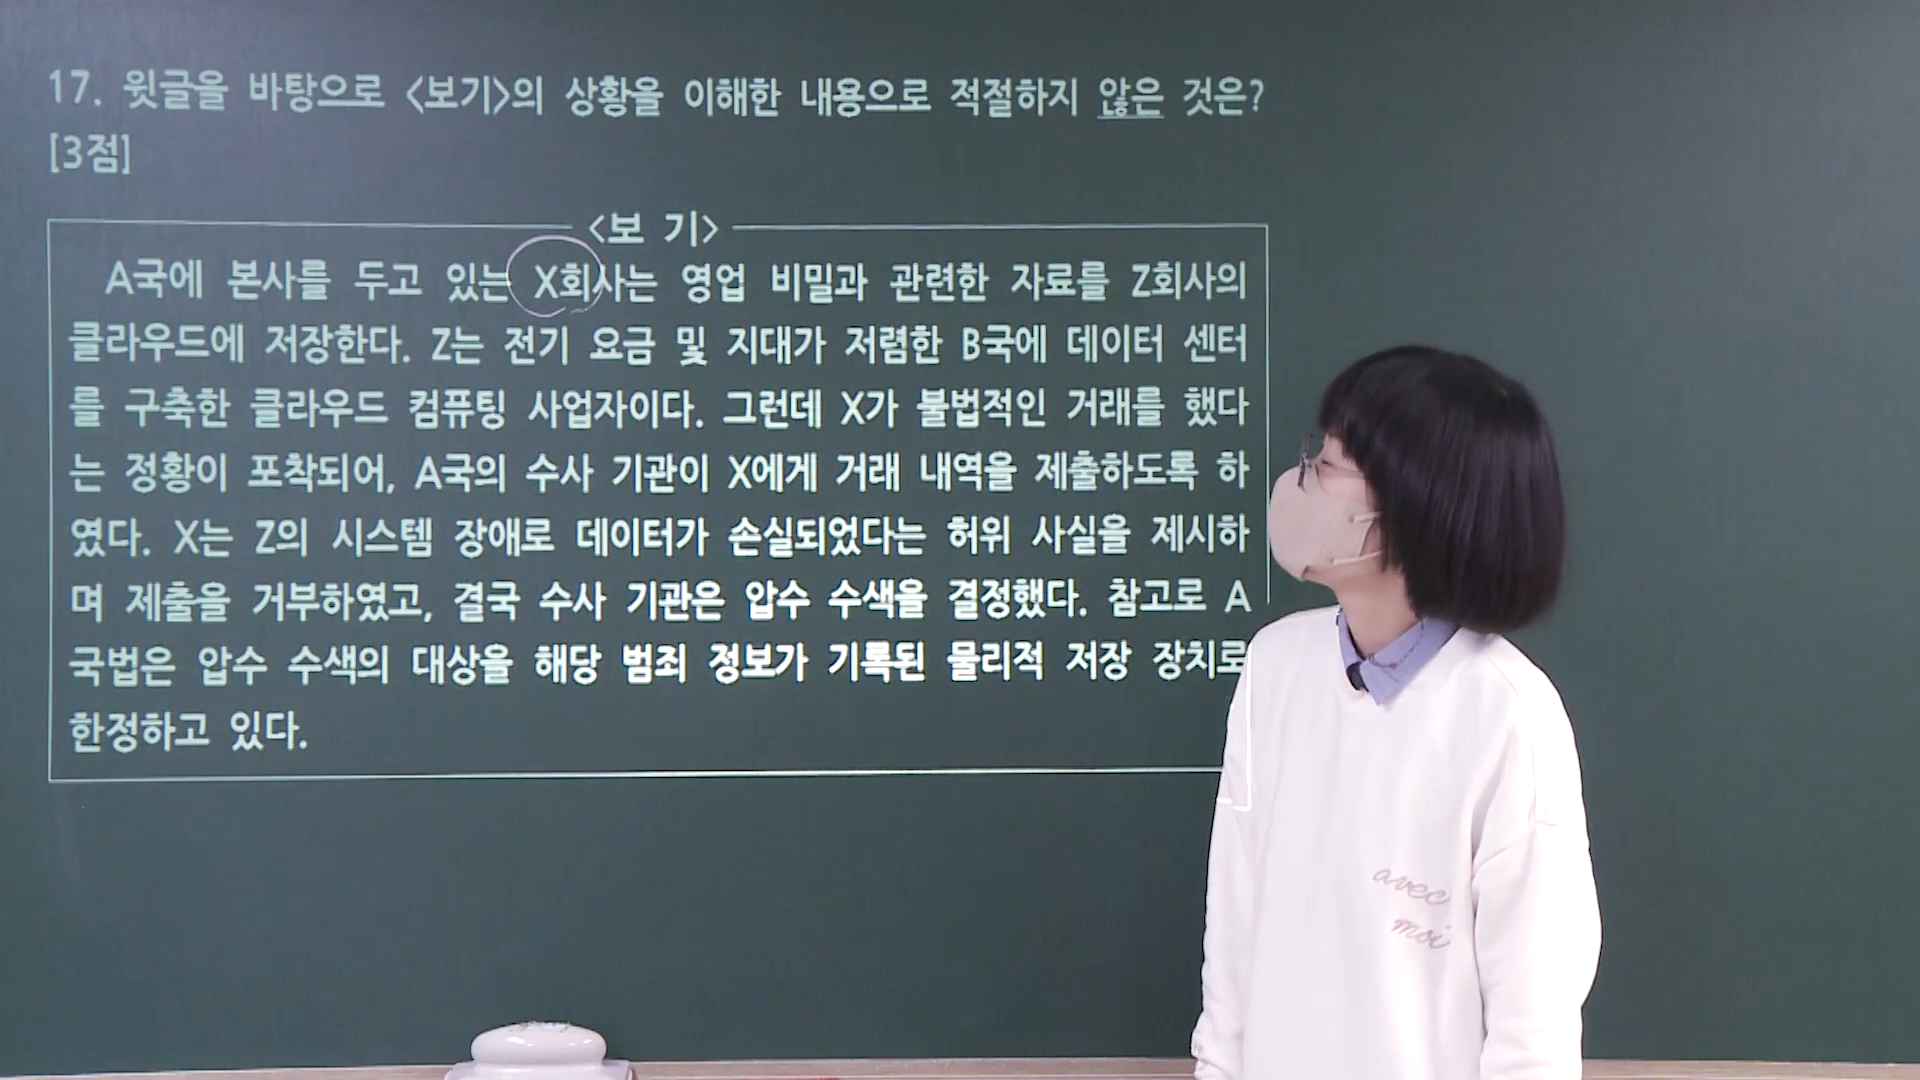 17. 윗글을 바탕으로 <보기>의 상황을 이해한 내용으로 적절하지 않은 것은?
[3점]
<보 기>
A국에 본사를 두고 있는 X회사는 영업 비밀과 관련한 자료를 Z회사의
클라우드에 저장한다. Z는 전기 요금 및 지대가 저렴한 B국에 데이터 센터
를 구축한 클라우드 컴퓨팅 사업자이다. 그런데 X가 불법적인 거래를 했다
는 정황이 포착되어, A국의 수사 기관이 X에게 거래 내역을 제출하도록 하
였다. X는 Z의 시스템 장애로 데이터가 손실되었다는 허위 사실을 제시하
며 제출을 거부하였고, 결국 수사 기관은 압수 수색을 결정했다. 참고로 A
국법은 압수 수색의 대상을 해당 범죄 정보가 기록된 물리적 저장 장치로
한정하고 있다.
avec
moi